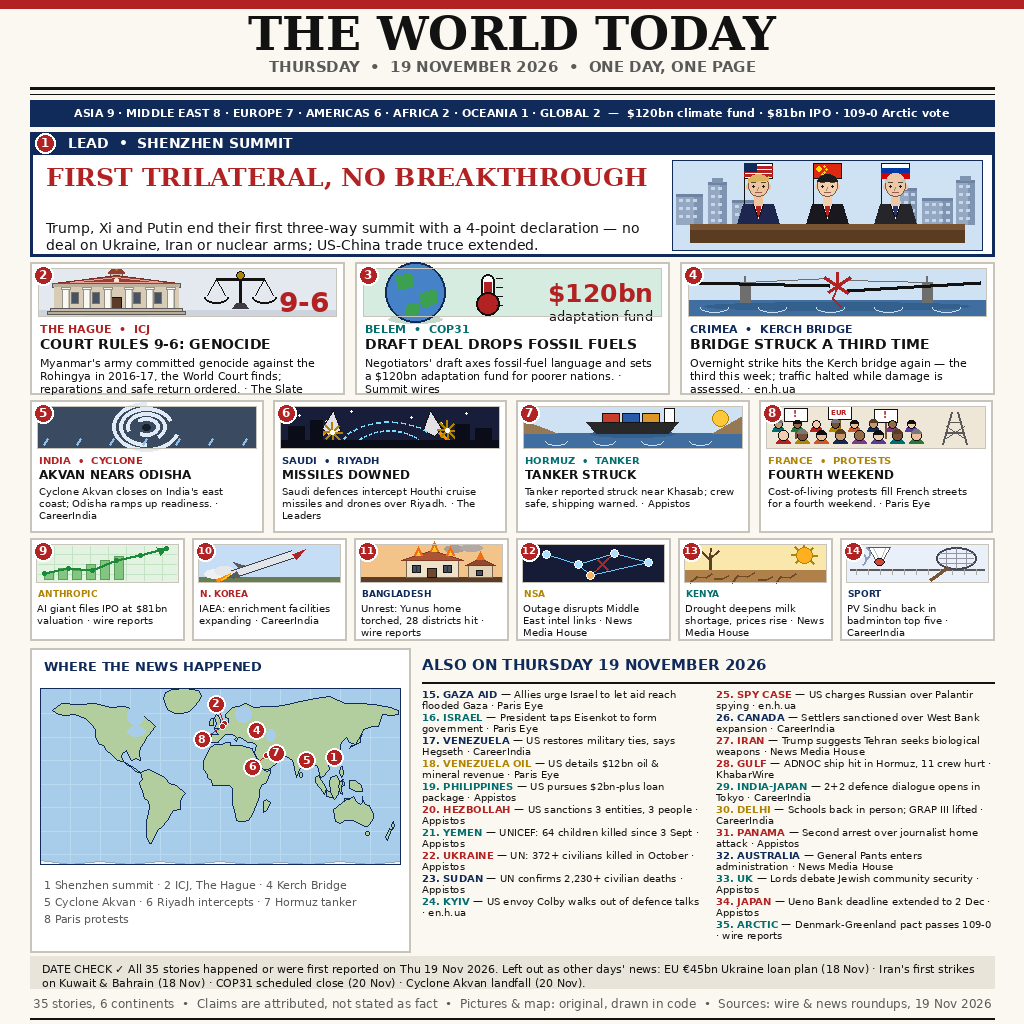 THE WORLD TODAY
THURSDAY • 19 NOVEMBER 2026 • ONE DAY, ONE PAGE
ASIA 9 · MIDDLE EAST 8 · EUROPE 7 · AMERICAS 6 · AFRICA 2 · OCEANIA 1 · GLOBAL 2 — $120bn climate fund · $81bn IPO · 109-0 Arctic vote
1 LEAD • SHENZHEN SUMMIT
FIRST TRILATERAL, NO BREAKTHROUGH
Trump, Xi and Putin end their first three-way summit with a 4-point declaration — no
deal on Ukraine, Iran or nuclear arms; US-China trade truce extended.
2
9-6
THE HAGUE • ICJ
COURT RULES 9-6: GENOCIDE
Myanmar's army committed genocide against the
Rohingya in 2016-17, the World Court finds;
reparations and safe return ordered. · The Slate
3
$120bn
adaptation fund
BELEM • COP31
DRAFT DEAL DROPS FOSSIL FUELS
Negotiators' draft axes fossil-fuel language and sets
a $120bn adaptation fund for poorer nations. ·
Summit wires
4
CRIMEA • KERCH BRIDGE
BRIDGE STRUCK A THIRD TIME
Overnight strike hits the Kerch bridge again — the
third this week; traffic halted while damage is
assessed. · en.h.ua
5
INDIA • CYCLONE
AKVAN NEARS ODISHA
Cyclone Akvan closes on India's east
coast; Odisha ramps up readiness. ·
CareerIndia
6
SAUDI • RIYADH
MISSILES DOWNED
Saudi defences intercept Houthi cruise
missiles and drones over Riyadh. · The
Leaders
7
HORMUZ • TANKER
TANKER STRUCK
Tanker reported struck near Khasab; crew
safe, shipping warned. · Appistos
8
! EUR !
FRANCE • PROTESTS
FOURTH WEEKEND
Cost-of-living protests fill French streets
for a fourth weekend. · Paris Eye
9
ANTHROPIC
AI giant files IPO at $81bn
valuation · wire reports
10
N. KOREA
IAEA: enrichment facilities
expanding · CareerIndia
11
BANGLADESH
Unrest: Yunus home
torched, 28 districts hit ·
wire reports
12
NSA
Outage disrupts Middle
East intel links · News
Media House
13
KENYA
Drought deepens milk
shortage, prices rise · News
Media House
14
SPORT
PV Sindhu back in
badminton top five ·
CareerIndia
WHERE THE NEWS HAPPENED
2
4
8
7
6
5
1
1 Shenzhen summit · 2 ICJ, The Hague · 4 Kerch Bridge
5 Cyclone Akvan · 6 Riyadh intercepts · 7 Hormuz tanker
8 Paris protests
ALSO ON THURSDAY 19 NOVEMBER 2026
15. GAZA AID — Allies urge Israel to let aid reach
flooded Gaza · Paris Eye
16. ISRAEL — President taps Eisenkot to form
government · Paris Eye
17. VENEZUELA — US restores military ties, says
Hegseth · CareerIndia
18. VENEZUELA OIL — US details $12bn oil &
mineral revenue · Paris Eye
19. PHILIPPINES — US pursues $2bn-plus loan
package · Appistos
20. HEZBOLLAH — US sanctions 3 entities, 3 people ·
Appistos
21. YEMEN — UNICEF: 64 children killed since 3 Sept ·
Appistos
22. UKRAINE — UN: 372+ civilians killed in October ·
Appistos
23. SUDAN — UN confirms 2,230+ civilian deaths ·
Appistos
24. KYIV — US envoy Colby walks out of defence talks
· en.h.ua
25. SPY CASE — US charges Russian over Palantir
spying · en.h.ua
26. CANADA — Settlers sanctioned over West Bank
expansion · CareerIndia
27. IRAN — Trump suggests Tehran seeks biological
weapons · News Media House
28. GULF — ADNOC ship hit in Hormuz, 11 crew hurt ·
KhabarWire
29. INDIA-JAPAN — 2+2 defence dialogue opens in
Tokyo · CareerIndia
30. DELHI — Schools back in person; GRAP III lifted ·
CareerIndia
31. PANAMA — Second arrest over journalist home
attack · Appistos
32. AUSTRALIA — General Pants enters
administration · News Media House
33. UK — Lords debate Jewish community security ·
Appistos
34. JAPAN — Ueno Bank deadline extended to 2 Dec ·
Appistos
35. ARCTIC — Denmark-Greenland pact passes 109-0
· wire reports
DATE CHECK ✓ All 35 stories happened or were first reported on Thu 19 Nov 2026. Left out as other days' news: EU €45bn Ukraine loan plan (18 Nov) · Iran's first strikes
on Kuwait & Bahrain (18 Nov) · COP31 scheduled close (20 Nov) · Cyclone Akvan landfall (20 Nov).
35 stories, 6 continents • Claims are attributed, not stated as fact • Pictures & map: original, drawn in code • Sources: wire & news roundups, 19 Nov 2026